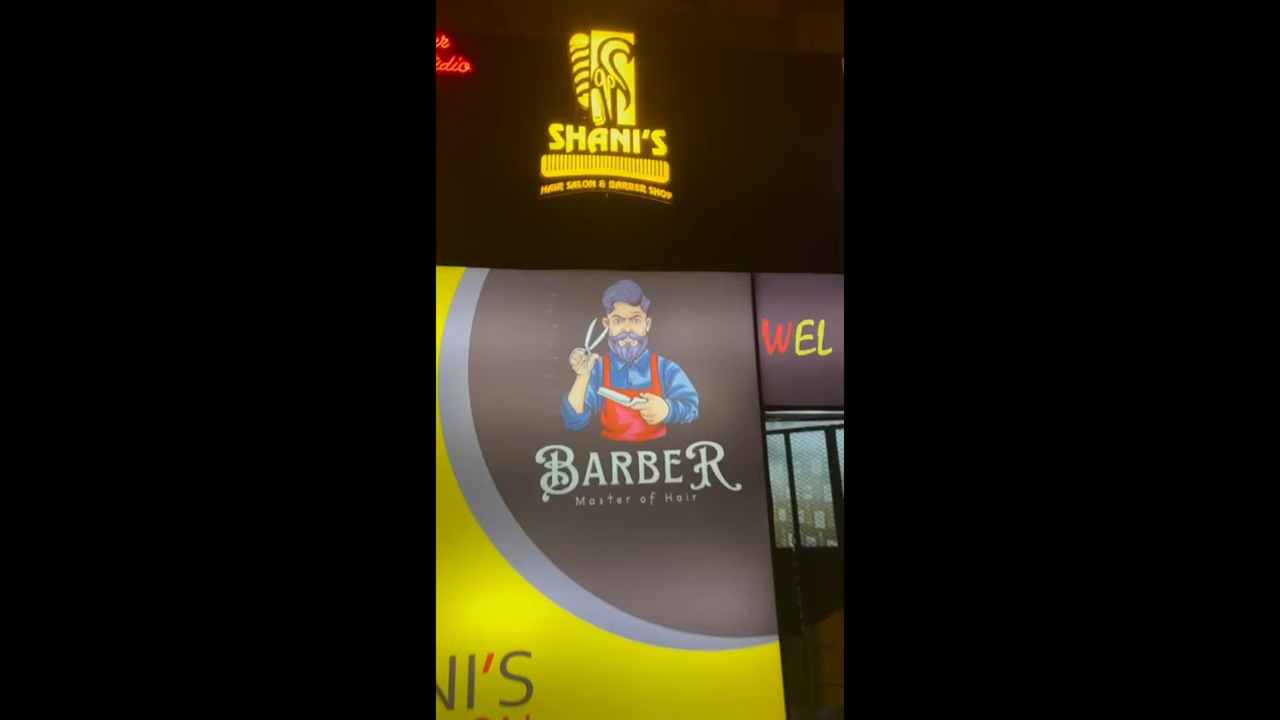 SHANI'S
HAIR SALON & BARBER SHOP
WEL
BARBER
Master of Hair
NI'S